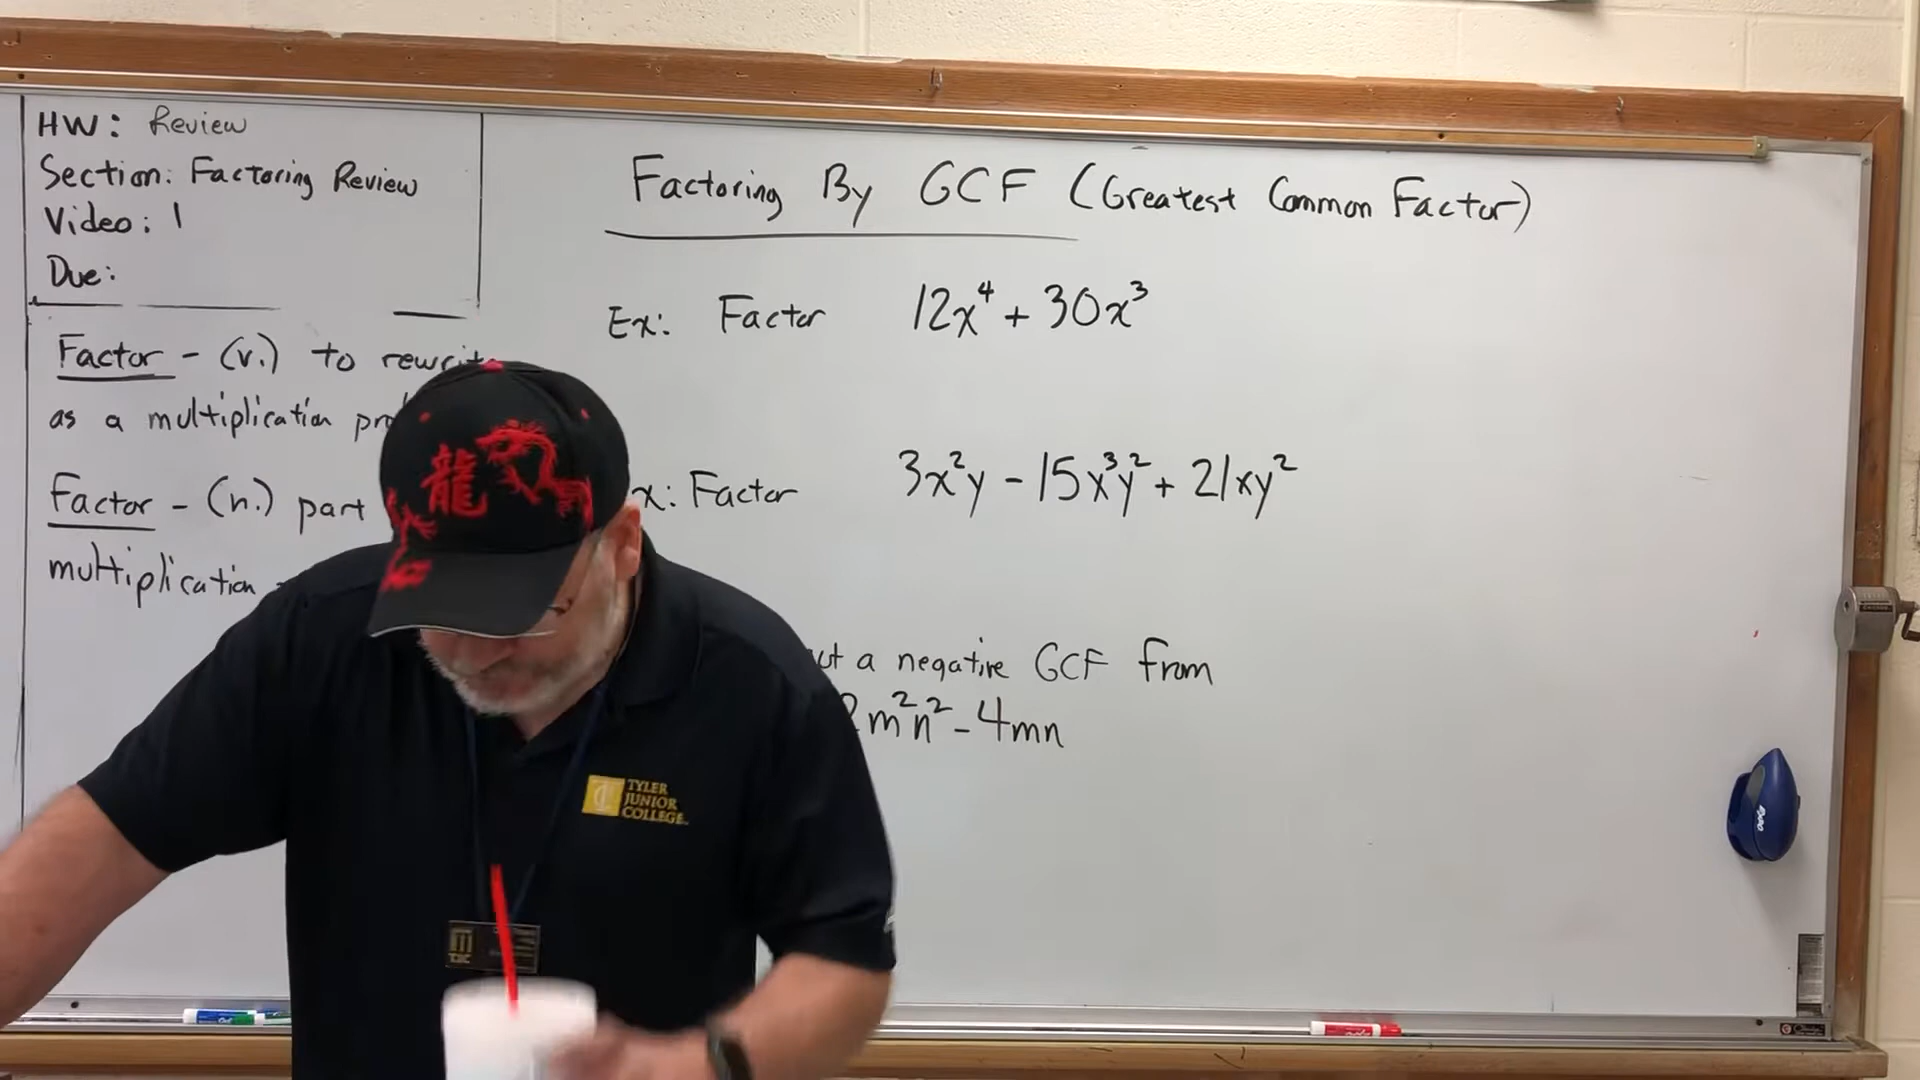 HW: Review
Section: Factoring Review
Video: 1
Due:
Factor - (v.) to rewrite
as a multiplication
Factor - (n.) part
multiplication
Factoring By GCF (Greatest Common Factor)
Ex: Factor 12x⁴ + 30x³
x: Factor 3x²y - 15x³y² + 21xy²
a negative GCF from
m²n² - 4mn
龍
TYLER
JUNIOR
COLLEGE
TJC
EXPO